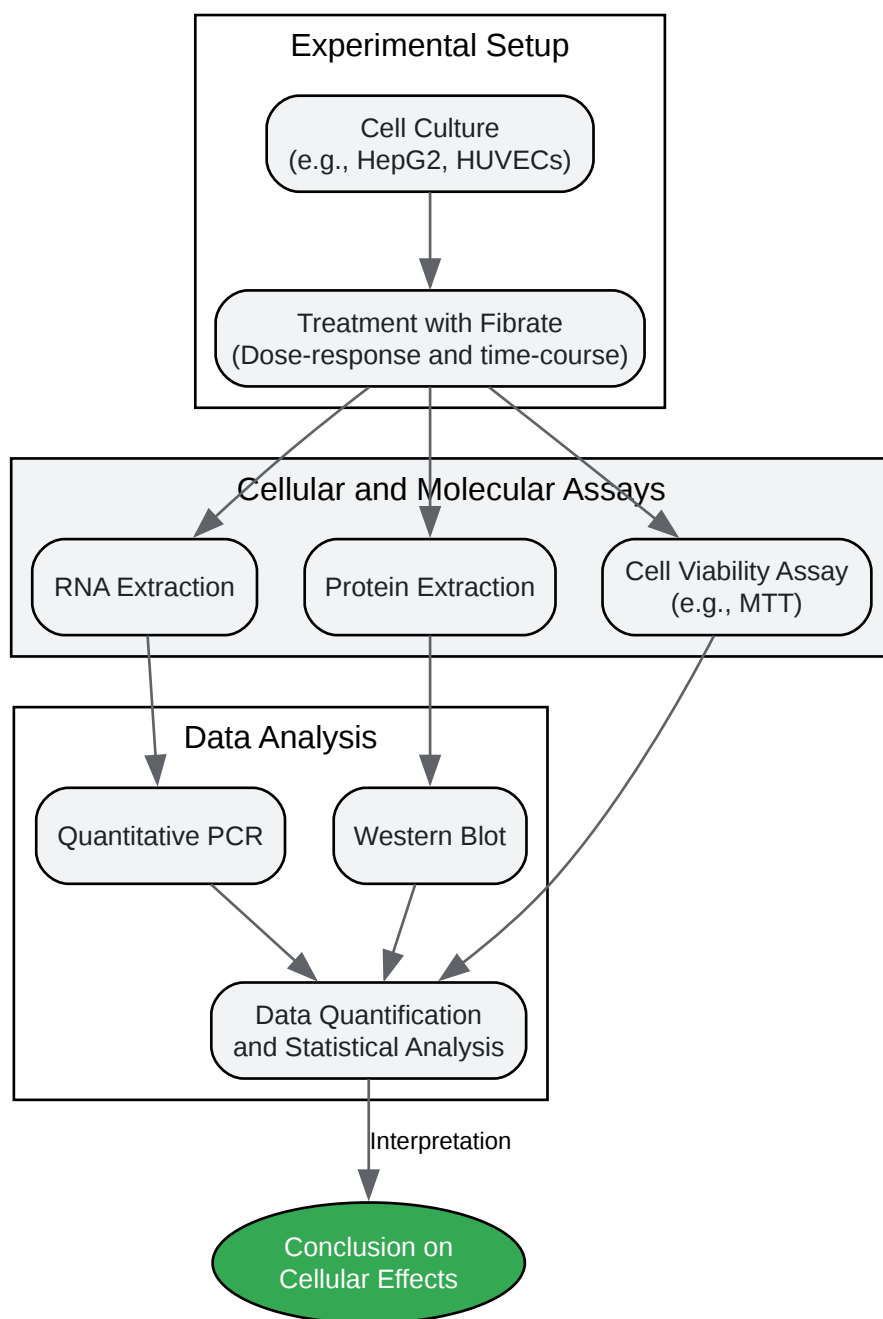 Experimental Setup
Cell Culture
(e.g., HepG2, HUVECs)
Treatment with Fibrate
(Dose-response and time-course)
Cellular and Molecular Assays
RNA Extraction
Protein Extraction
Cell Viability Assay
(e.g., MTT)
Data Analysis
Quantitative PCR
Western Blot
Data Quantification
and Statistical Analysis
Interpretation
Conclusion on
Cellular Effects